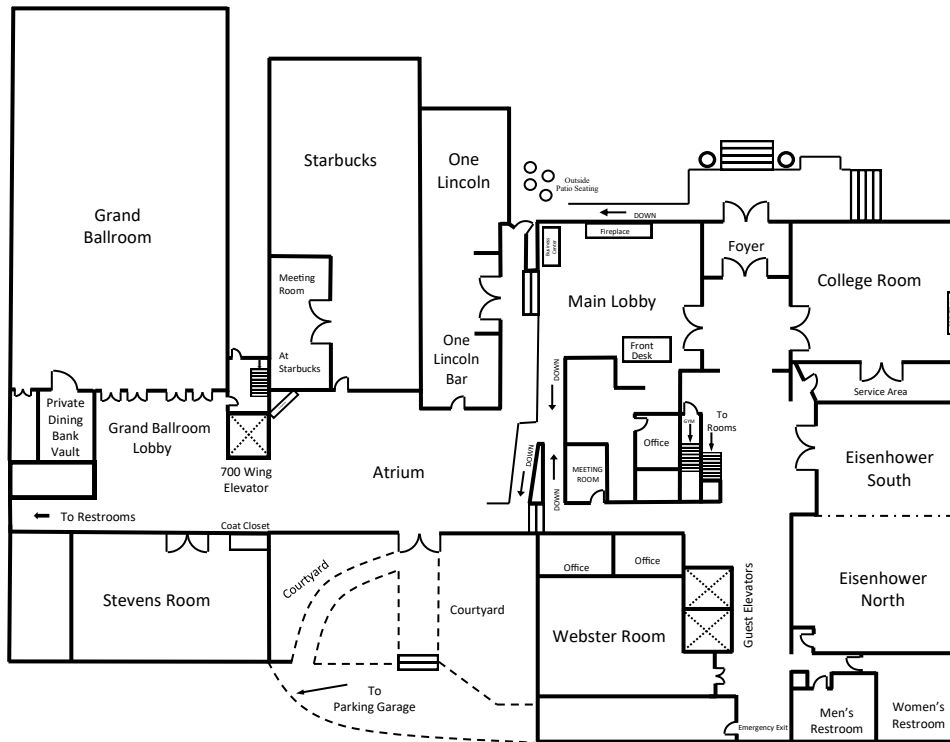 Grand
Ballroom
Starbucks
One
Lincoln
Outside
Patio Seating
DOWN
Fireplace
Business
Center
Foyer
College Room
Main Lobby
Meeting
Room
At
Starbucks
One
Lincoln
Bar
Front
Desk
DOWN
Service Area
Private
Dining
Bank
Vault
Grand Ballroom
Lobby
700 Wing
Elevator
Atrium
Office
GYM
To
Rooms
MEETING
ROOM
DOWN
DOWN
Eisenhower
South
To Restrooms
Coat Closet
Stevens Room
Courtyard
Courtyard
Office
Office
Webster Room
Guest Elevators
Eisenhower
North
To
Parking Garage
Emergency Exit
Men's
Restroom
Women's
Restroom